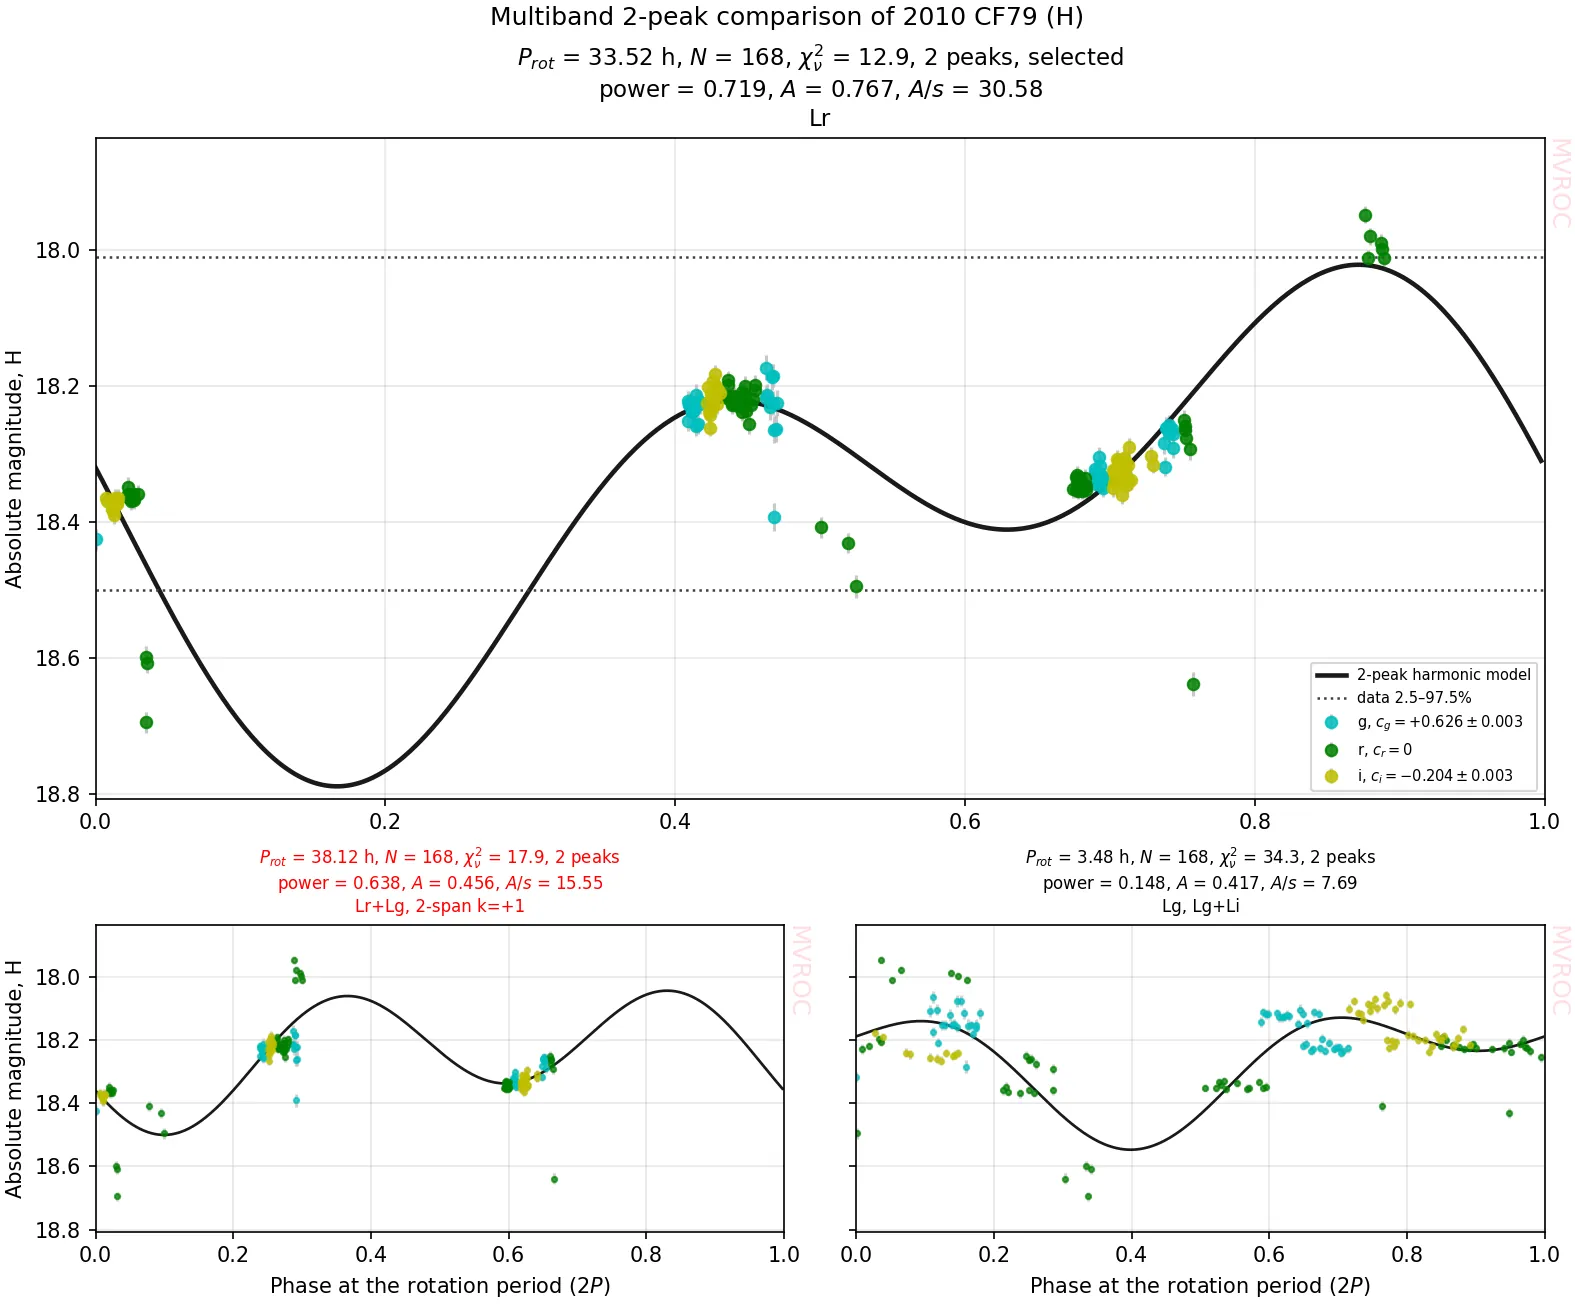 Multiband 2-peak comparison of 2010 CF79 (H)
P_rot = 33.52 h, N = 168, χ²_ν = 12.9, 2 peaks, selected
power = 0.719, A = 0.767, A/s = 30.58
Lr
MVROC
Absolute magnitude, H
18.0
18.2
18.4
18.6
18.8
0.0 0.2 0.4 0.6 0.8 1.0
2-peak harmonic model
data 2.5–97.5%
g, c_g = +0.626 ± 0.003
r, c_r = 0
i, c_i = −0.204 ± 0.003
P_rot = 38.12 h, N = 168, χ²_ν = 17.9, 2 peaks
power = 0.638, A = 0.456, A/s = 15.55
Lr+Lg, 2-span k=+1
MVROC
Absolute magnitude, H
18.0
18.2
18.4
18.6
18.8
0.0 0.2 0.4 0.6 0.8 1.0
Phase at the rotation period (2P)
P_rot = 3.48 h, N = 168, χ²_ν = 34.3, 2 peaks
power = 0.148, A = 0.417, A/s = 7.69
Lg, Lg+Li
MVROC
0.0 0.2 0.4 0.6 0.8 1.0
Phase at the rotation period (2P)